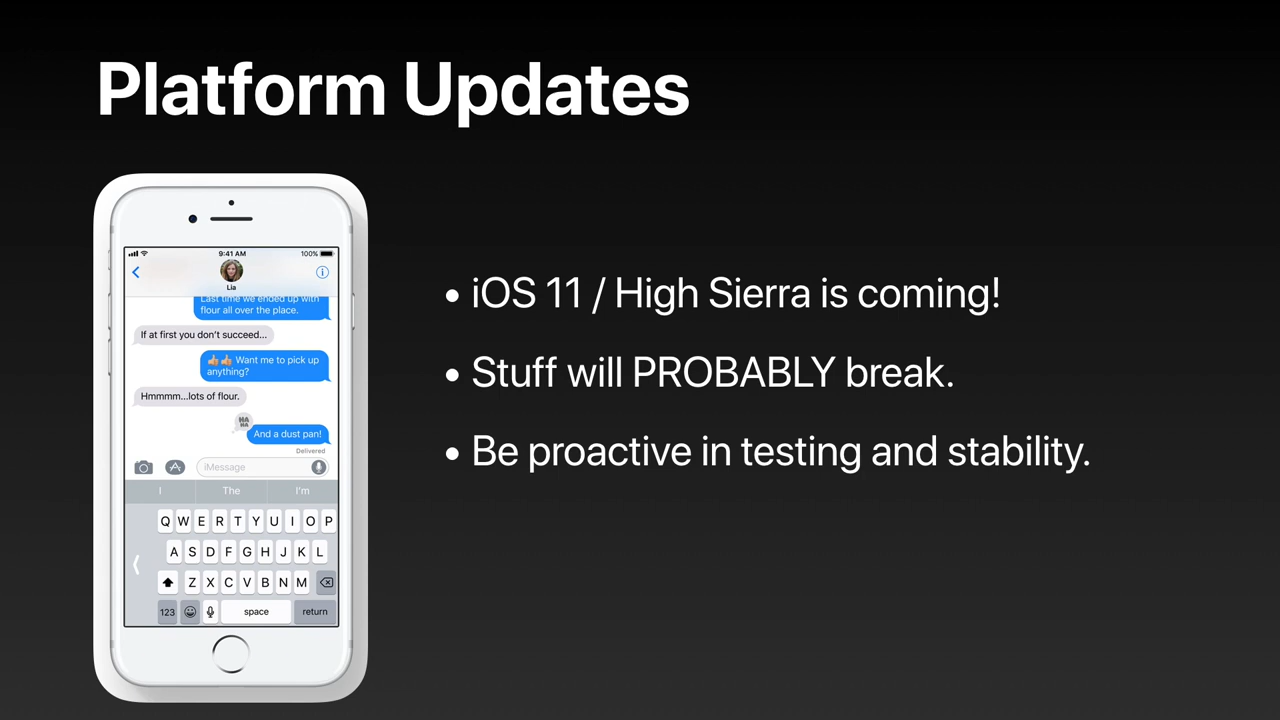 Platform Updates
9:41 AM
100%
Lia
Last time we ended up with
flour all over the place.
If at first you don't succeed...
👍👍 Want me to pick up
anything?
Hmmmm...lots of flour.
HA
HA
And a dust pan!
Delivered
iMessage
I The I'm
Q W E R T Y U I O P
A S D F G H J K L
Z X C V B N M
123 space return
• iOS 11 / High Sierra is coming!
• Stuff will PROBABLY break.
• Be proactive in testing and stability.